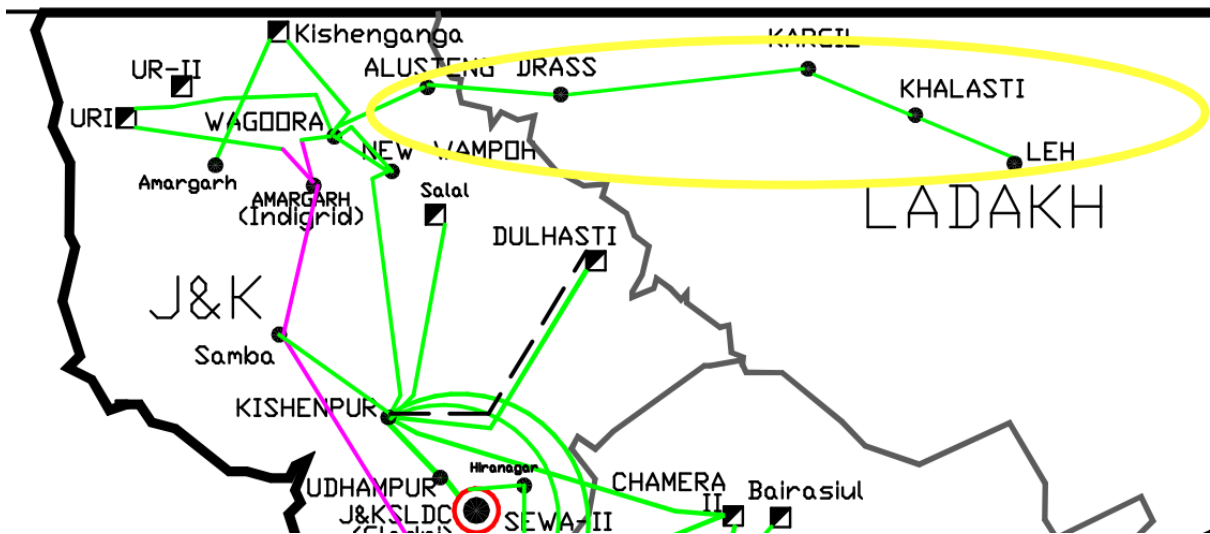 Kishenganga
KARGIL
UR-II
ALUSTENG DRASS
KHALASTI
URI
WAGOORA
NEW WAMPOH
LEH
Amargarh
AMARGARH
(Indigrid)
Salal
LADAKH
DULHASTI
J&K
Samba
KISHENPUR
Hiranagar
UDHAMPUR
CHAMERA
II
Bairasiul
J&KSLDC
SEWA-II